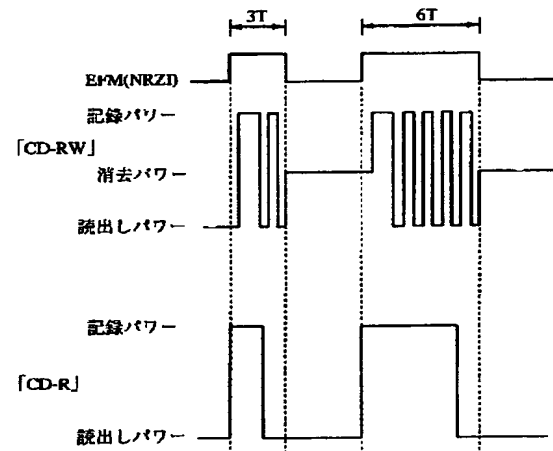 3T 6T
EFM(NRZI)
記録パワー
「CD-RW」
消去パワー
読出しパワー
記録パワー
「CD-R」
読出しパワー